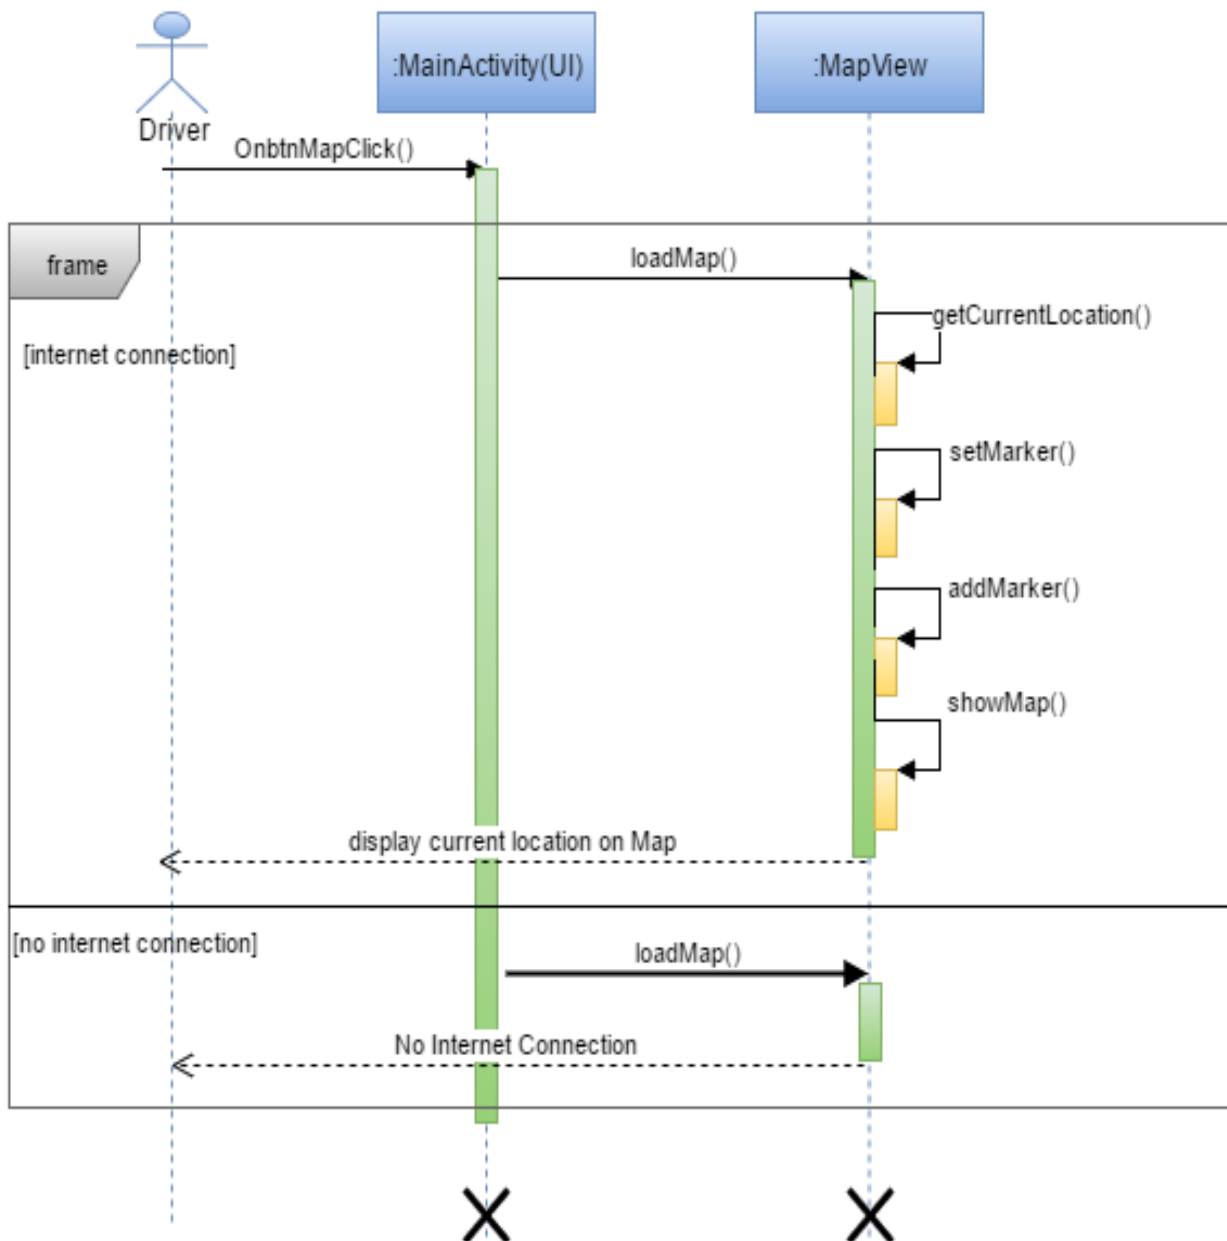 :MainActivity(UI)
:MapView
Driver
OnbtnMapClick()
frame
loadMap()
getCurrentLocation()
[internet connection]
setMarker()
addMarker()
showMap()
display current location on Map
[no internet connection]
loadMap()
No Internet Connection